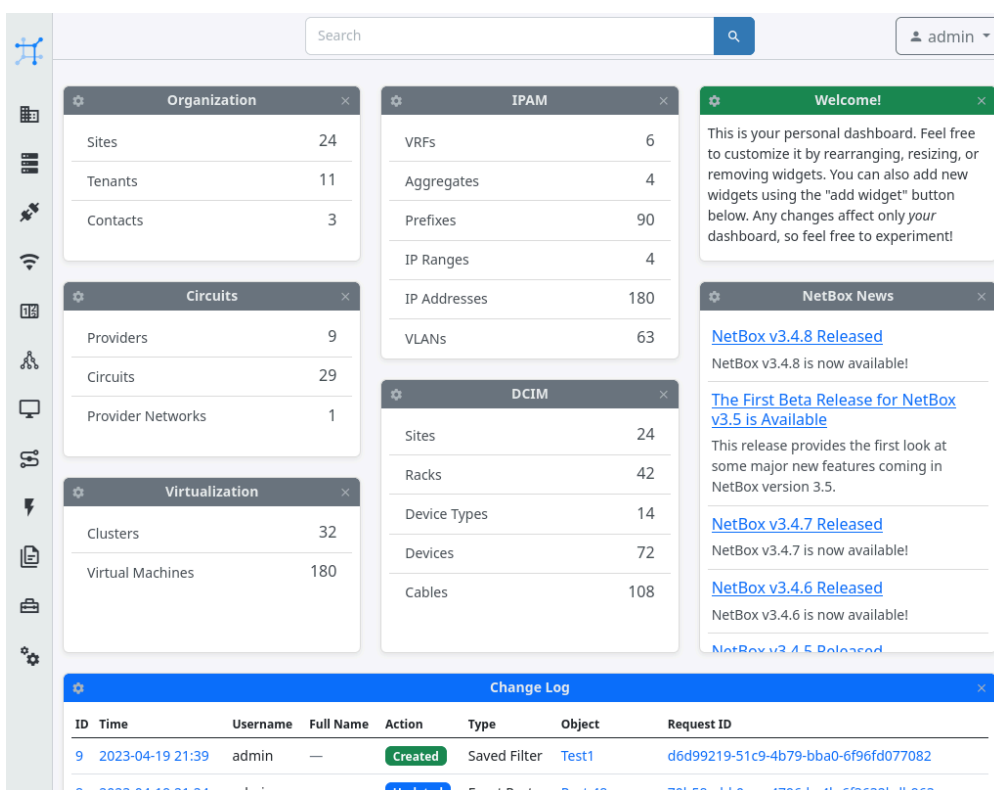 Search
admin
Organization
Sites 24
Tenants 11
Contacts 3
Circuits
Providers 9
Circuits 29
Provider Networks 1
Virtualization
Clusters 32
Virtual Machines 180
IPAM
VRFs 6
Aggregates 4
Prefixes 90
IP Ranges 4
IP Addresses 180
VLANs 63
DCIM
Sites 24
Racks 42
Device Types 14
Devices 72
Cables 108
Welcome!
This is your personal dashboard. Feel free
to customize it by rearranging, resizing, or
removing widgets. You can also add new
widgets using the "add widget" button
below. Any changes affect only your
dashboard, so feel free to experiment!
NetBox News
NetBox v3.4.8 Released
NetBox v3.4.8 is now available!
The First Beta Release for NetBox
v3.5 is Available
This release provides the first look at
some major new features coming in
NetBox version 3.5.
NetBox v3.4.7 Released
NetBox v3.4.7 is now available!
NetBox v3.4.6 Released
NetBox v3.4.6 is now available!
NetBox v3.4.5 Released
Change Log
ID Time Username Full Name Action Type Object Request ID
9 2023-04-19 21:39 admin — Created Saved Filter Test1 d6d99219-51c9-4b79-bba0-6f96fd077082